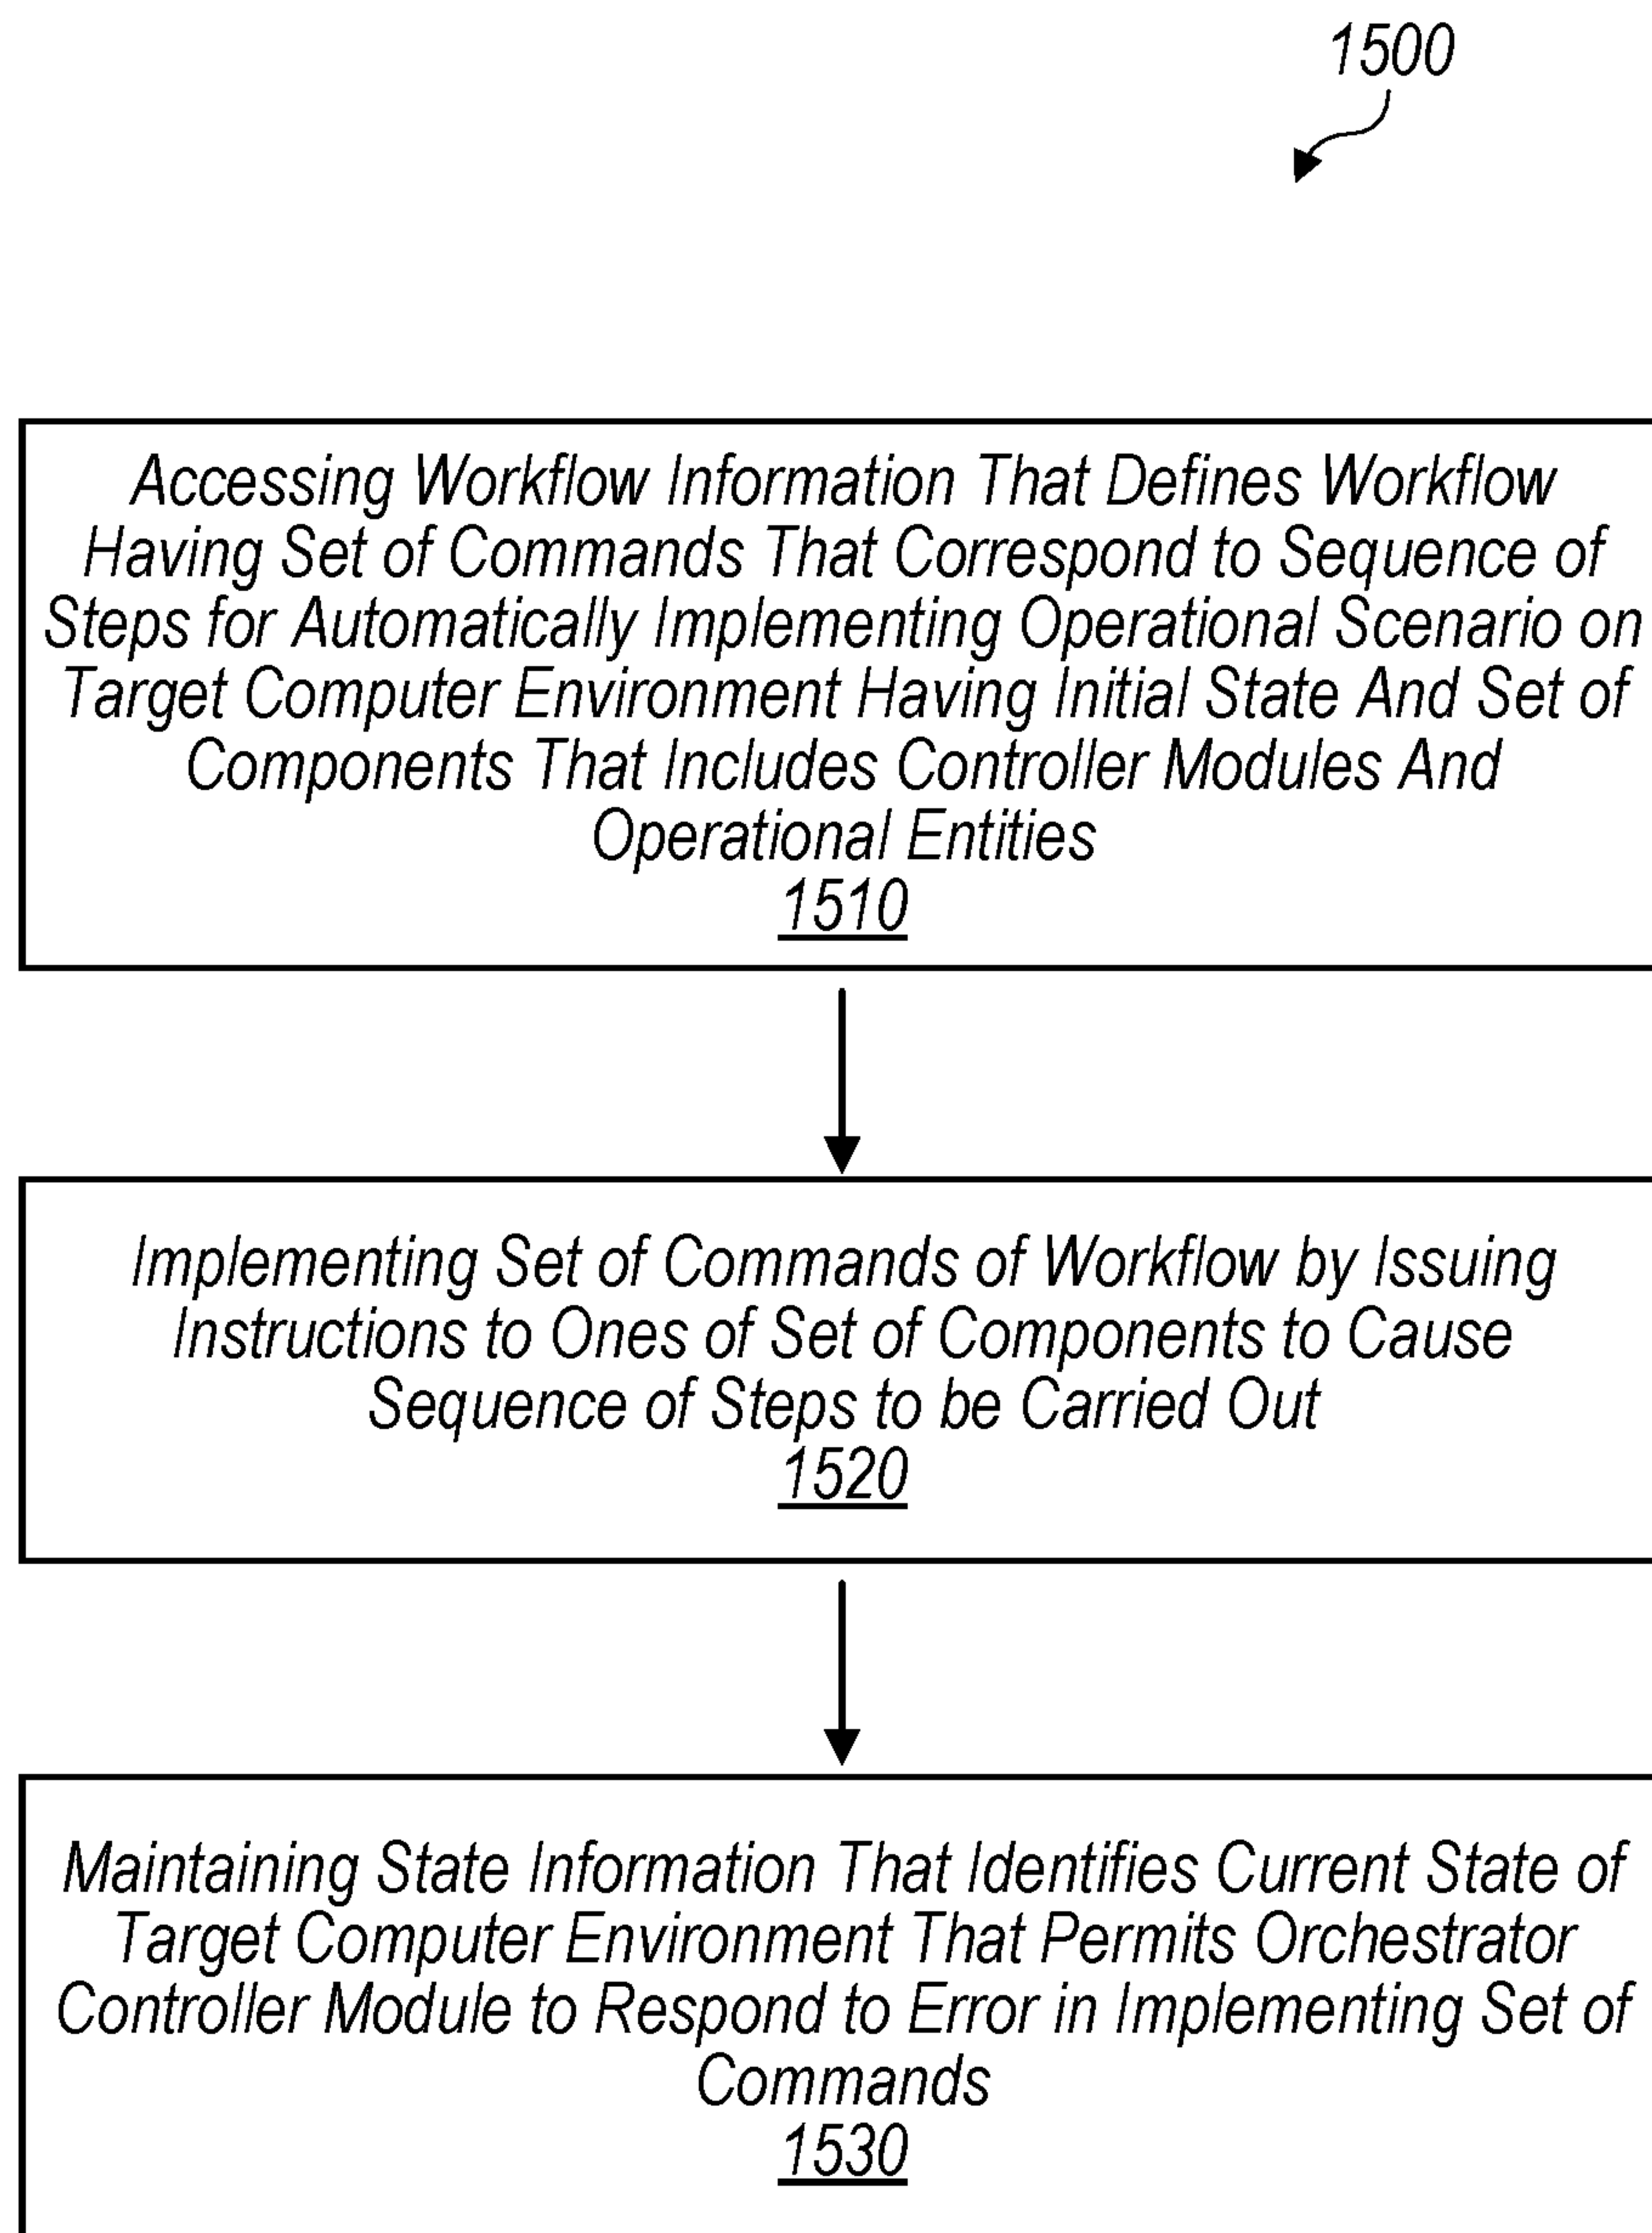 1500
Accessing Workflow Information That Defines Workflow
Having Set of Commands That Correspond to Sequence of
Steps for Automatically Implementing Operational Scenario on
Target Computer Environment Having Initial State And Set of
Components That Includes Controller Modules And
Operational Entities
1510
Implementing Set of Commands of Workflow by Issuing
Instructions to Ones of Set of Components to Cause
Sequence of Steps to be Carried Out
1520
Maintaining State Information That Identifies Current State of
Target Computer Environment That Permits Orchestrator
Controller Module to Respond to Error in Implementing Set of
Commands
1530